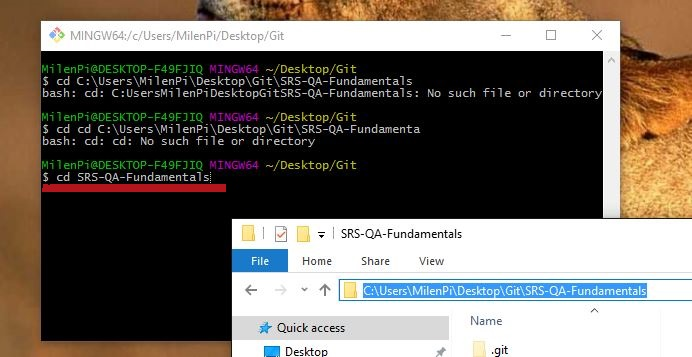 MINGW64:/c/Users/MilenPi/Desktop/Git
MilenPi@DESKTOP-F49FJIQ MINGW64 ~/Desktop/Git
$ cd C:\Users\MilenPi\Desktop\Git\SRS-QA-Fundamentals
bash: cd: C:UsersMilenPiDesktopGitSRS-QA-Fundamentals: No such file or directory
MilenPi@DESKTOP-F49FJIQ MINGW64 ~/Desktop/Git
$ cd cd C:\Users\MilenPi\Desktop\Git\SRS-QA-Fundamenta
bash: cd: cd: No such file or directory
MilenPi@DESKTOP-F49FJIQ MINGW64 ~/Desktop/Git
$ cd SRS-QA-Fundamentals
SRS-QA-Fundamentals
File Home Share View
C:\Users\MilenPi\Desktop\Git\SRS-QA-Fundamentals
Quick access
Name
Desktop
.git